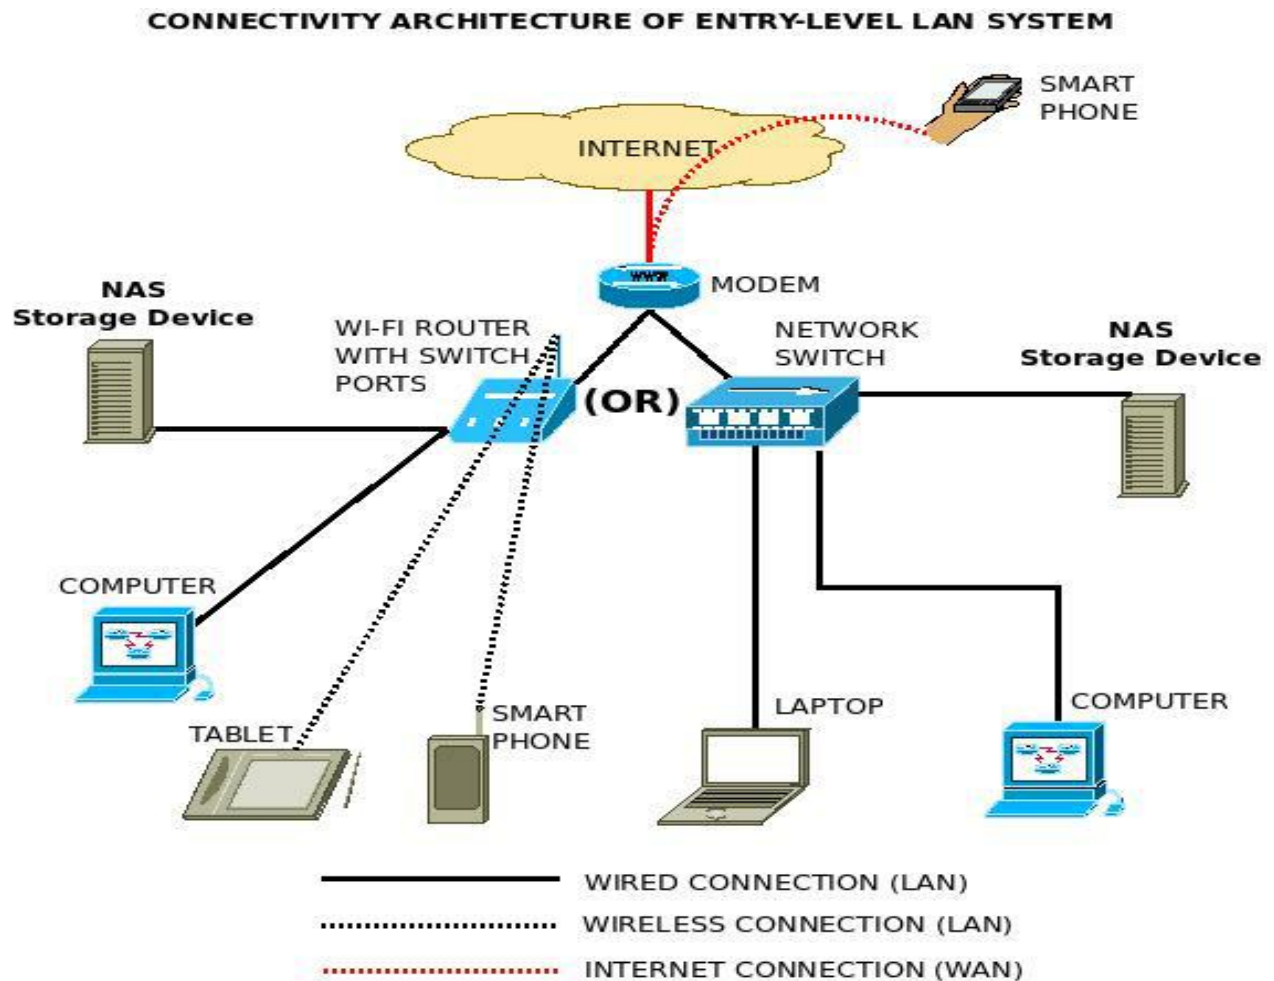 CONNECTIVITY ARCHITECTURE OF ENTRY-LEVEL LAN SYSTEM
SMART
PHONE
INTERNET
WWW
MODEM
NAS
Storage Device
WI-FI ROUTER
WITH SWITCH
PORTS
NETWORK
SWITCH
NAS
Storage Device
(OR)
COMPUTER
TABLET
SMART
PHONE
LAPTOP
COMPUTER
WIRED CONNECTION (LAN)
WIRELESS CONNECTION (LAN)
INTERNET CONNECTION (WAN)